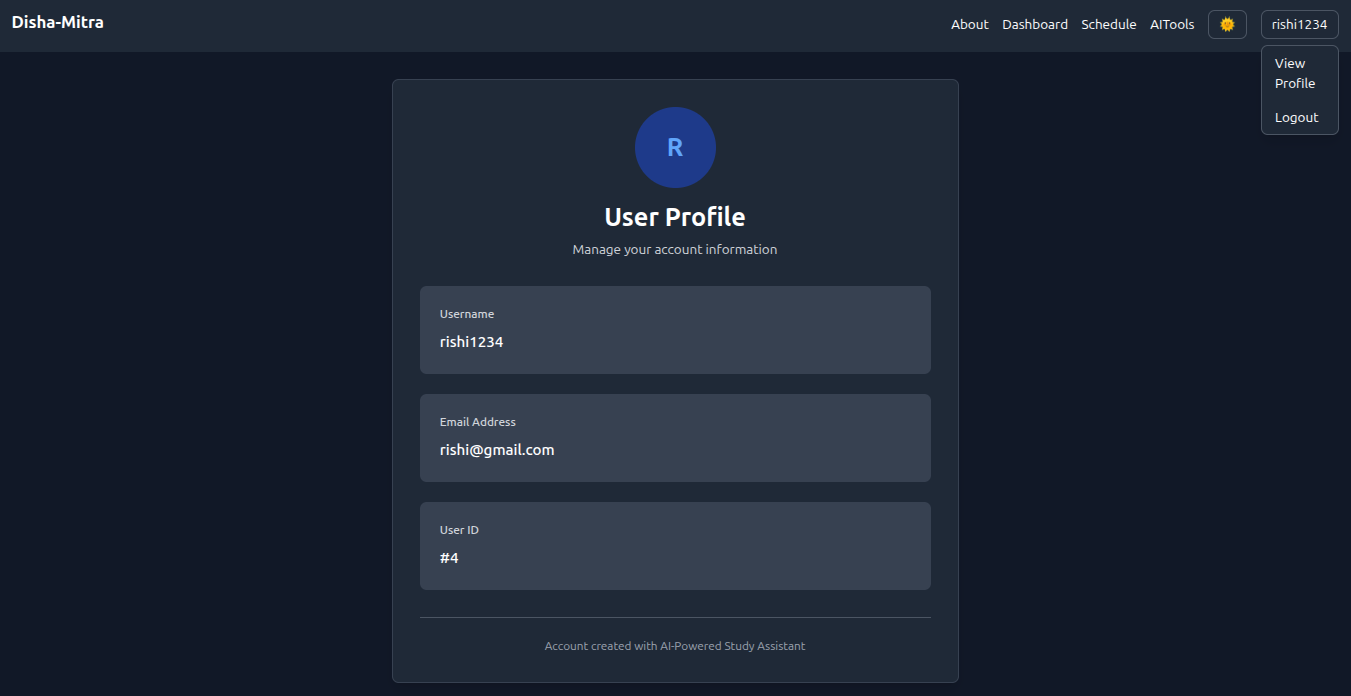 Disha-Mitra
About Dashboard Schedule AITools 🌞 rishi1234
View
Profile
Logout
R
User Profile
Manage your account information
Username
rishi1234
Email Address
rishi@gmail.com
User ID
#4
Account created with AI-Powered Study Assistant